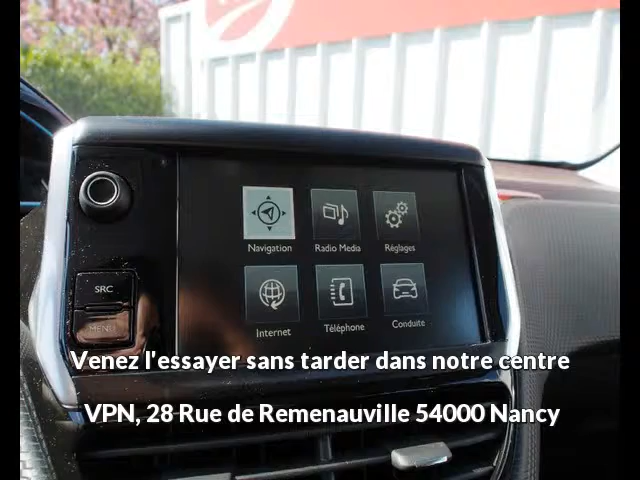 Navigation Radio Media Réglages
SRC
MENU
Internet Téléphone Conduite
Venez l'essayer sans tarder dans notre centre
VPN, 28 Rue de Remenauville 54000 Nancy